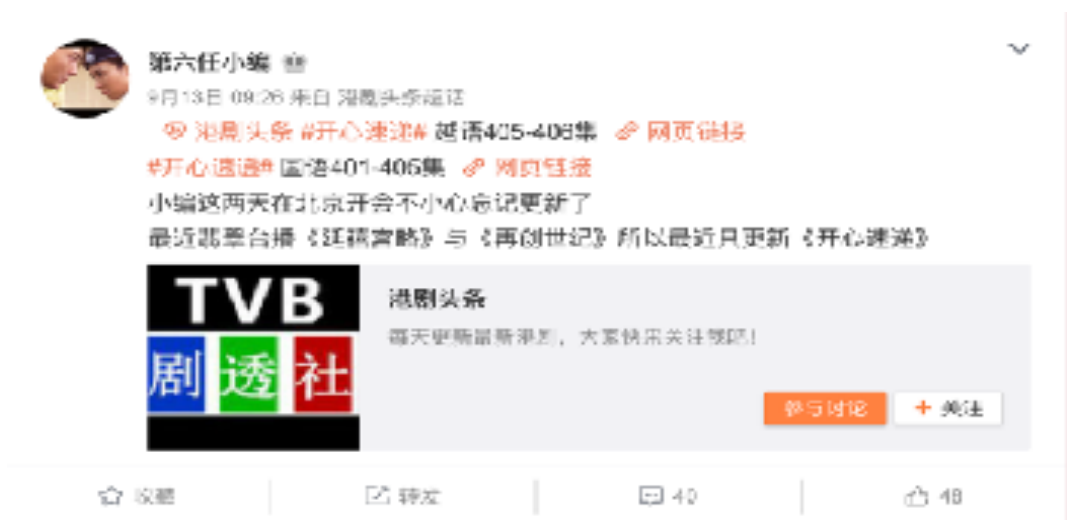 第六任小编
9月13日 09:26 来自 港剧头条超话
港剧头条 #开心速递# 越语405-406集 网页链接
#开心速递# 国语401-405集 网页链接
小编这两天在北京开会不小心忘记更新了
最近翡翠台播《延禧宫略》与《再创世纪》所以最近只更新《开心速递》
TVB
剧透社
港剧头条
每天更新最新港剧，大家快来关注我吧！
参与讨论 + 关注
收藏 转发 40 48